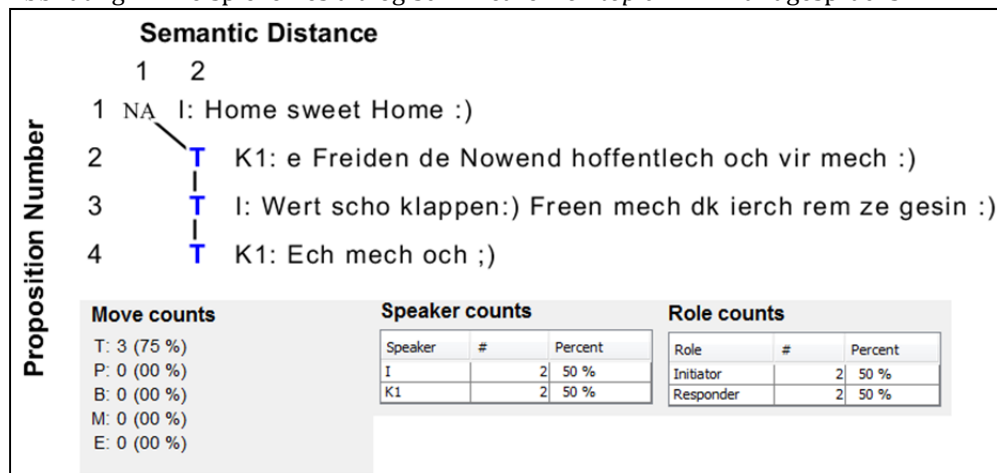 Semantic Distance
1 2
Proposition Number
1 NA I: Home sweet Home :)
2 T K1: e Freiden de Nowend hoffentlech och vir mech :)
3 T I: Wert scho klappen:) Freen mech dk ierch rem ze gesin :)
4 T K1: Ech mech och ;)
Move counts
T: 3 (75 %)
P: 0 (00 %)
B: 0 (00 %)
M: 0 (00 %)
E: 0 (00 %)
Speaker counts
Speaker # Percent
I 2 50 %
K1 2 50 %
Role counts
Role # Percent
Initiator 2 50 %
Responder 2 50 %